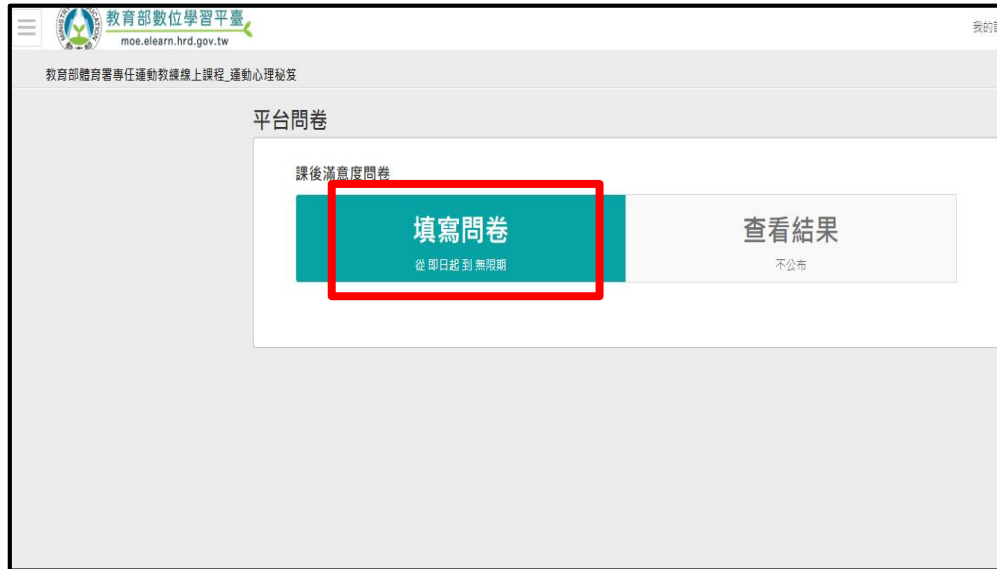 教育部數位學習平臺
moe.elearn.hrd.gov.tw
我的
教育部體育署專任運動教練線上課程_運動心理秘笈
平台問卷
課後滿意度問卷
填寫問卷
從 即日起 到 無限期
查看結果
不公布